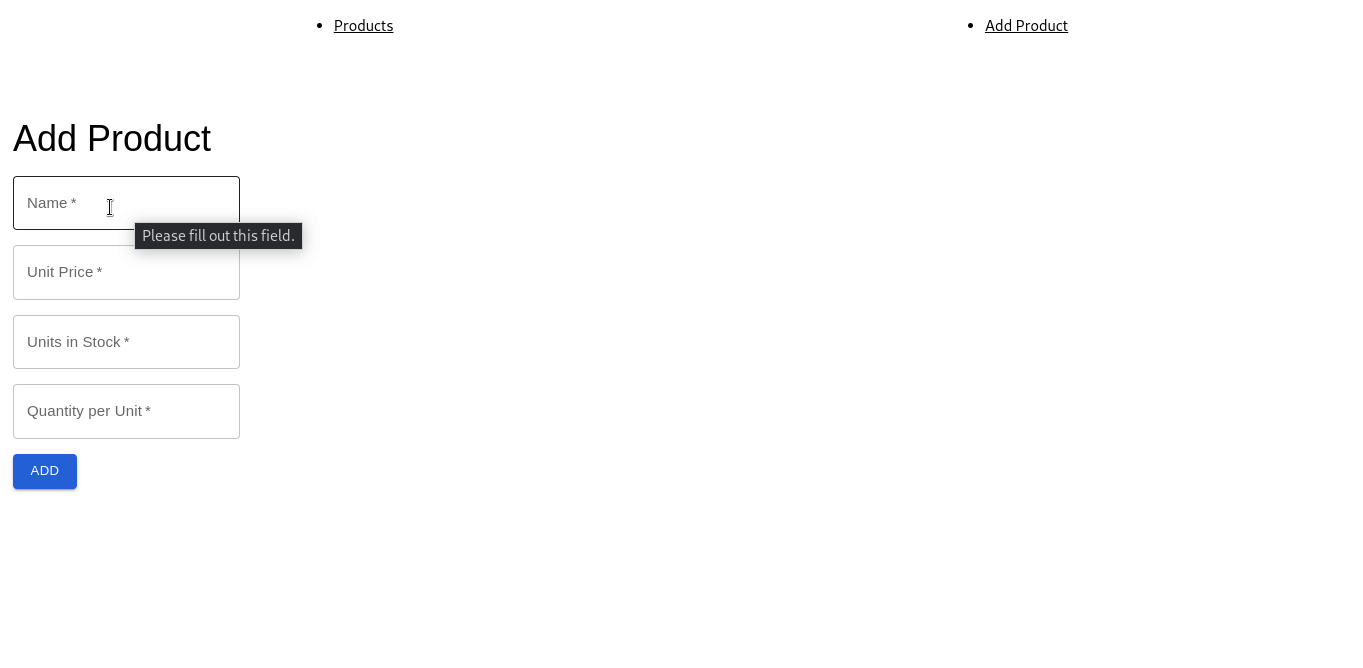 Products
Add Product
Add Product
Name *
Please fill out this field.
Unit Price *
Units in Stock *
Quantity per Unit *
ADD